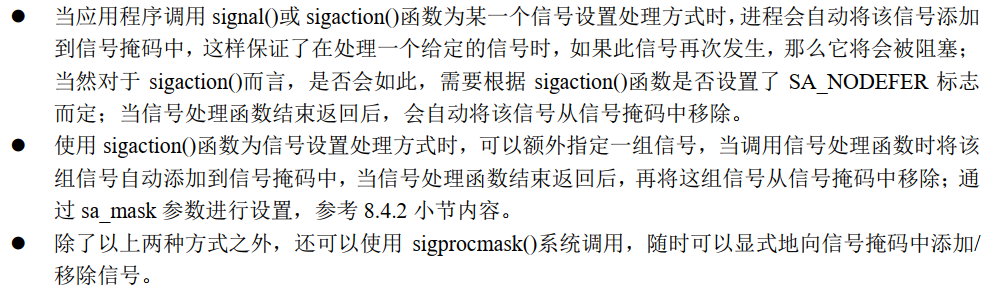 ● 当应用程序调用 signal()或 sigaction()函数为某一个信号设置处理方式时，进程会自动将该信号添加
到信号掩码中，这样保证了在处理一个给定的信号时，如果此信号再次发生，那么它将会被阻塞；
当然对于 sigaction()而言，是否会如此，需要根据 sigaction()函数是否设置了 SA_NODEFER 标志
而定；当信号处理函数结束返回后，会自动将该信号从信号掩码中移除。
● 使用 sigaction()函数为信号设置处理方式时，可以额外指定一组信号，当调用信号处理函数时将该
组信号自动添加到信号掩码中，当信号处理函数结束返回后，再将这组信号从信号掩码中移除；通
过 sa_mask 参数进行设置，参考 8.4.2 小节内容。
● 除了以上两种方式之外，还可以使用 sigprocmask()系统调用，随时可以显式地向信号掩码中添加/
移除信号。